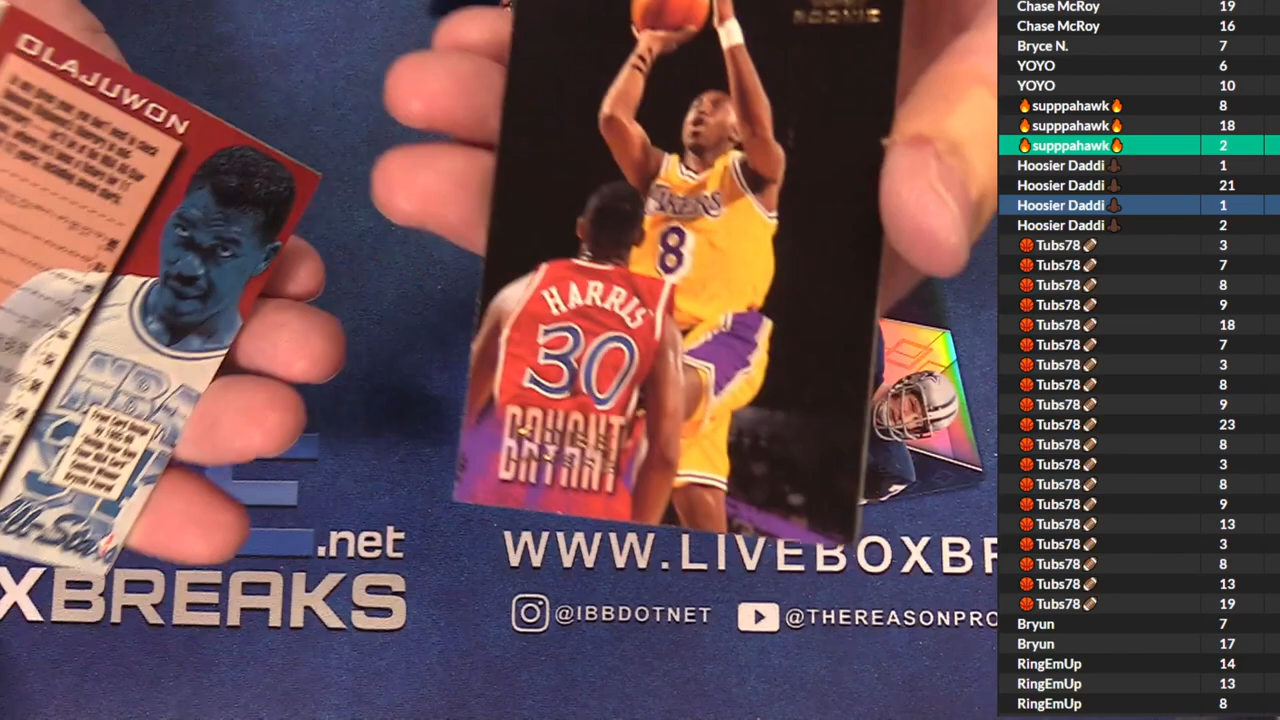 OLAJUWON
ROOKIE
LAKERS
8
HARRIS
30
BRYANT
.net
XBREAKS
WWW.LIVEBOXBR
@IBBDOTNET
@THEREASONPRO
Chase McRoy 19
Chase McRoy 16
Bryce N. 7
YOYO 6
YOYO 10
🔥supppahawk🔥 8
🔥supppahawk🔥 18
🔥supppahawk🔥 2
Hoosier Daddi 1
Hoosier Daddi 21
Hoosier Daddi 1
Hoosier Daddi 2
🏀 Tubs78 🏈 3
🏀 Tubs78 🏈 7
🏀 Tubs78 🏈 8
🏀 Tubs78 🏈 9
🏀 Tubs78 🏈 18
🏀 Tubs78 🏈 7
🏀 Tubs78 🏈 3
🏀 Tubs78 🏈 8
🏀 Tubs78 🏈 9
🏀 Tubs78 🏈 23
🏀 Tubs78 🏈 8
🏀 Tubs78 🏈 3
🏀 Tubs78 🏈 8
🏀 Tubs78 🏈 9
🏀 Tubs78 🏈 13
🏀 Tubs78 🏈 3
🏀 Tubs78 🏈 8
🏀 Tubs78 🏈 13
🏀 Tubs78 🏈 19
Bryun 7
Bryun 17
RingEmUp 14
RingEmUp 13
RingEmUp 8